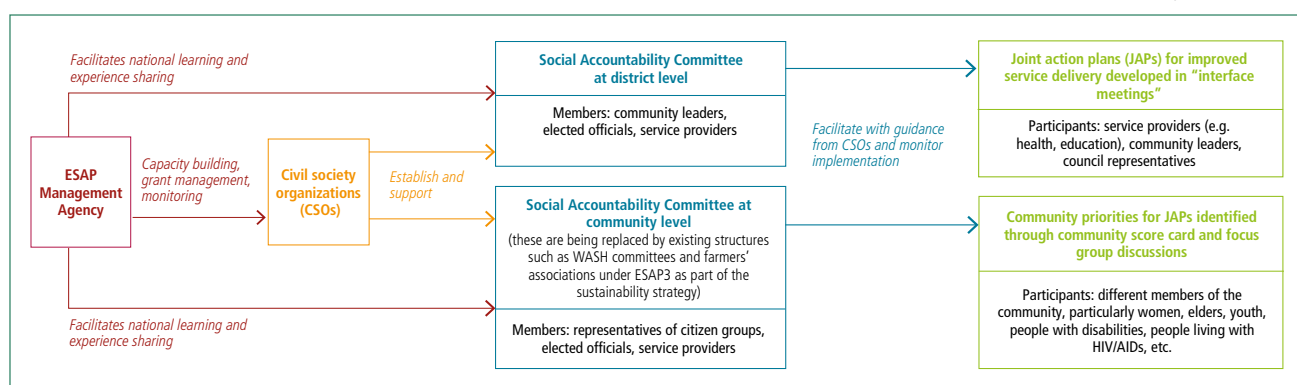 Facilitates national learning and
experience sharing
ESAP
Management
Agency
Capacity building,
grant management,
monitoring
Civil society
organizations
(CSOs)
Establish and
support
Facilitates national learning and
experience sharing
Social Accountability Committee
at district level
Members: community leaders,
elected officials, service providers
Social Accountability Committee at
community level
(these are being replaced by existing structures
such as WASH committees and farmers’
associations under ESAP3 as part of the
sustainability strategy)
Members: representatives of citizen groups,
elected officials, service providers
Facilitate with guidance
from CSOs and monitor
implementation
Joint action plans (JAPs) for improved
service delivery developed in “interface
meetings”
Participants: service providers (e.g.
health, education), community leaders,
council representatives
Community priorities for JAPs identified
through community score card and focus
group discussions
Participants: different members of the
community, particularly women, elders, youth,
people with disabilities, people living with
HIV/AIDs, etc.